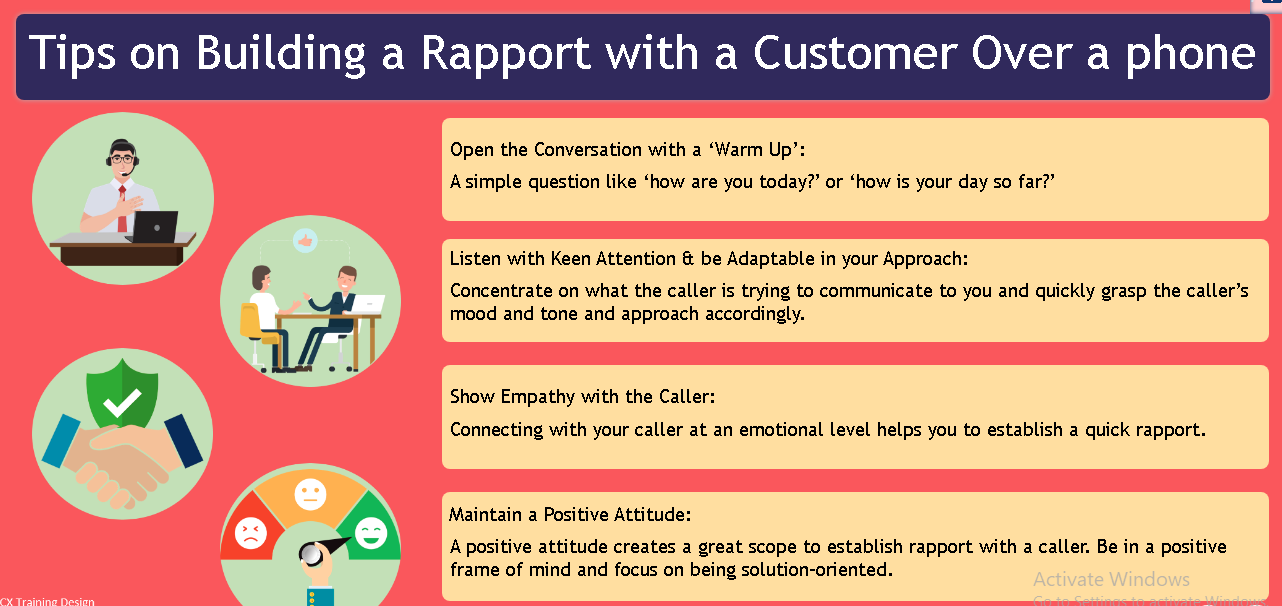 Tips on Building a Rapport with a Customer Over a phone
Open the Conversation with a ‘Warm Up’:
A simple question like ‘how are you today?’ or ‘how is your day so far?’
Listen with Keen Attention & be Adaptable in your Approach:
Concentrate on what the caller is trying to communicate to you and quickly grasp the caller’s
mood and tone and approach accordingly.
Show Empathy with the Caller:
Connecting with your caller at an emotional level helps you to establish a quick rapport.
Maintain a Positive Attitude:
A positive attitude creates a great scope to establish rapport with a caller. Be in a positive
frame of mind and focus on being solution-oriented.
Activate Windows
Go to Settings to activate Windows.
CX Training Design